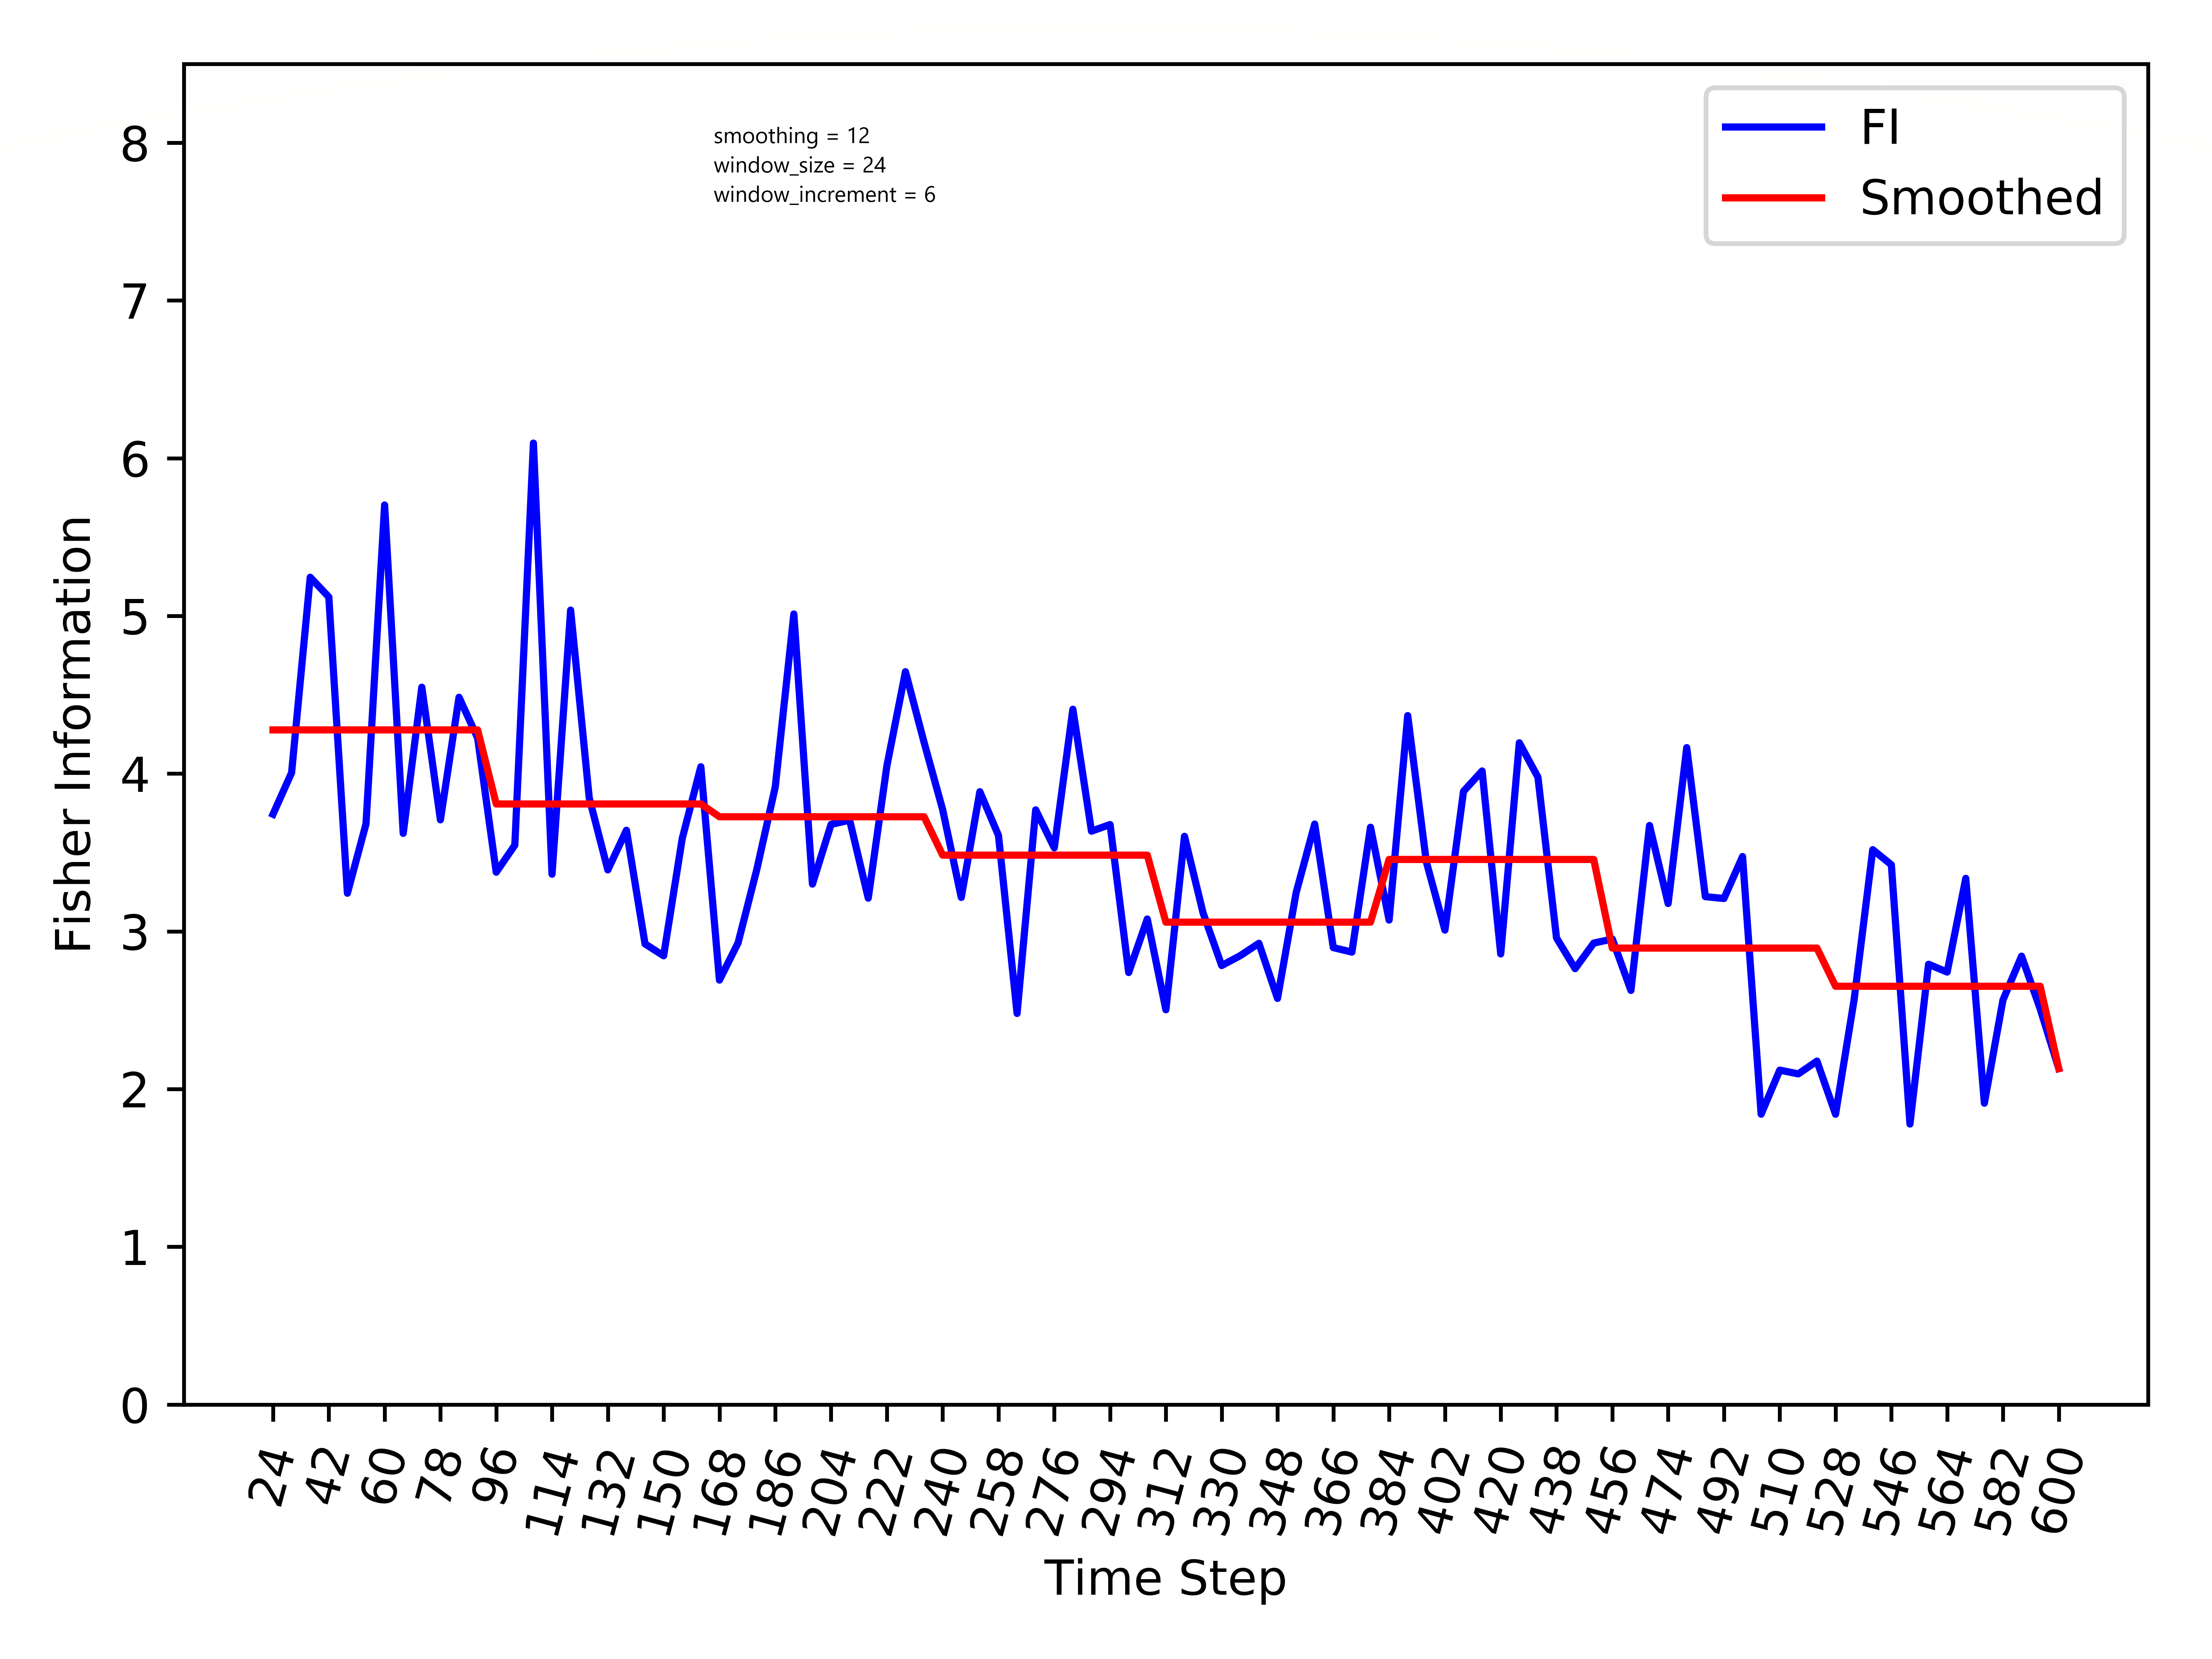 smoothing = 12
window_size = 24
window_increment = 6
FI
Smoothed
Fisher Information
8
7
6
5
4
3
2
1
0
24 42 60 78 96 114 132 150 168 186 204 222 240 258 276 294 312 330 348 366 384 402 420 438 456 474 492 510 528 546 564 582 600
Time Step